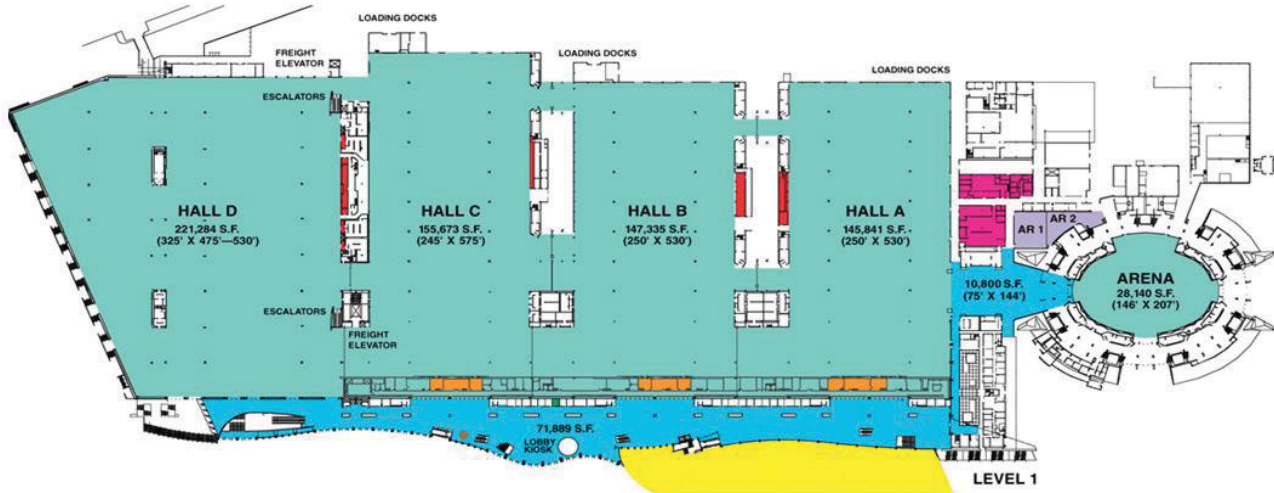 LOADING DOCKS
FREIGHT
ELEVATOR
LOADING DOCKS
LOADING DOCKS
ESCALATORS
HALL D
221,284 S.F.
(325' X 475'—530')
HALL C
155,673 S.F.
(245' X 575')
HALL B
147,335 S.F.
(250' X 530')
HALL A
145,841 S.F.
(250' X 530')
AR 1
AR 2
10,800 S.F.
(75' X 144')
ARENA
28,140 S.F.
(146' X 207')
ESCALATORS
FREIGHT
ELEVATOR
71,889 S.F.
LOBBY
KIOSK
LEVEL 1